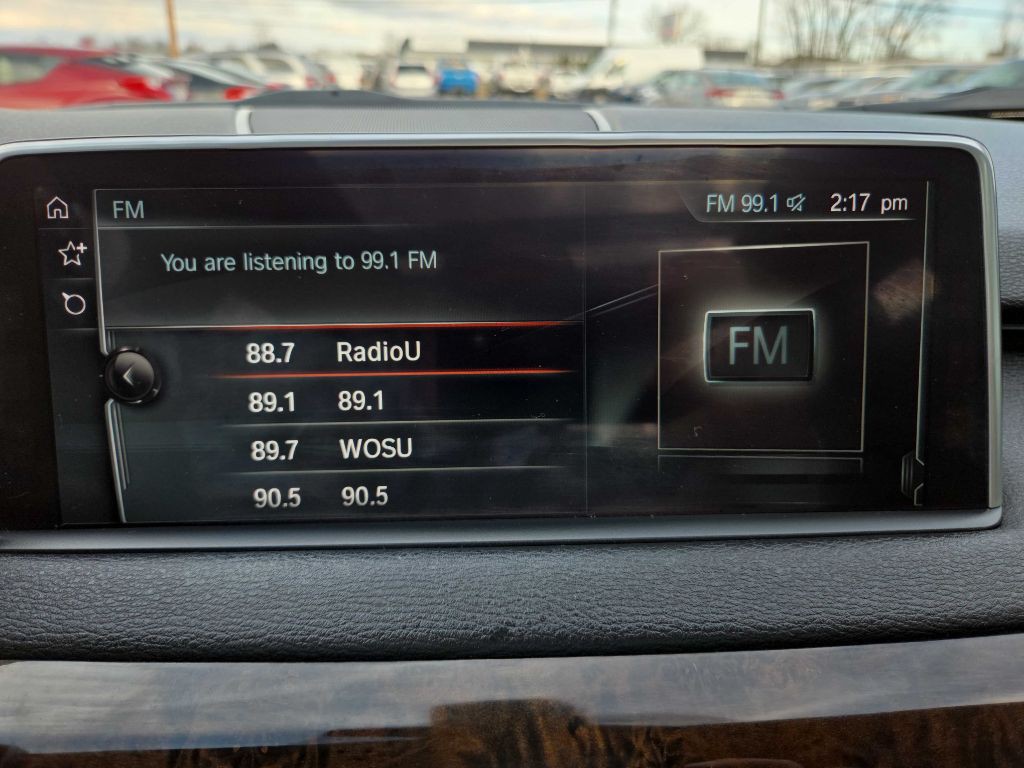 FM
FM 99.1 2:17 pm
You are listening to 99.1 FM
88.7 RadioU
89.1 89.1
89.7 WOSU
90.5 90.5
FM